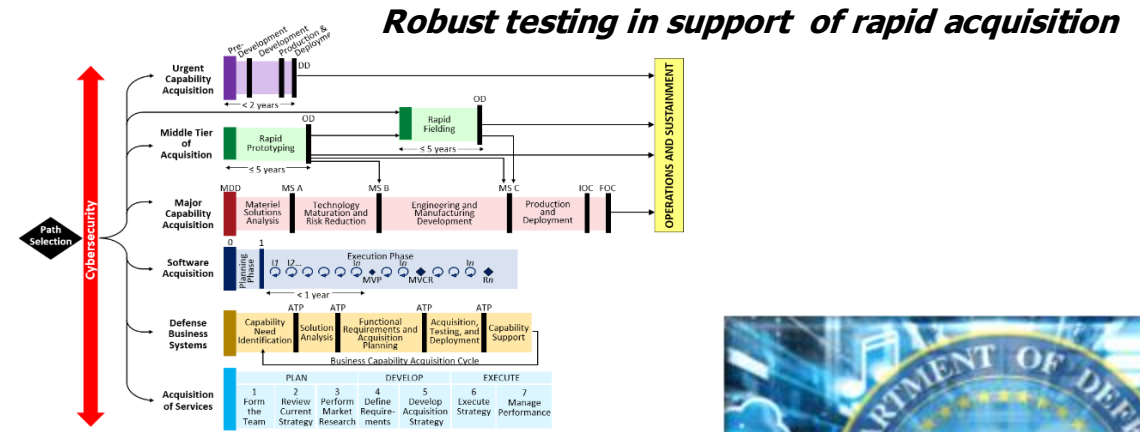 Robust testing in support of rapid acquisition
Pre-
Development
Development
Production &
Urgent
Capability
Acquisition
DD
< 2 years
OD
Rapid
Fielding
≤ 5 years
Middle Tier
of
Acquisition
OD
Rapid
Prototyping
≤ 5 years
OPERATIONS AND SUSTAINMENT
Path
Selection
Cybersecurity
Major
Capability
Acquisition
MDD
MS A
MS B
MS C
IOC
FOC
Materiel
Solutions
Analysis
Technology
Maturation and
Risk Reduction
Engineering and
Manufacturing
Development
Production
and
Deployment
Software
Acquisition
0
1
Planning
Phase
Execution Phase
I1
I2...
In
In
In
MVP
MVCR
Rn
< 1 year
Defense
Business
Systems
ATP
ATP
ATP
ATP
Capability
Need
Identification
Solution
Analysis
Functional
Requirements and
Acquisition
Planning
Acquisition,
Testing, and
Deployment
Capability
Support
Business Capability Acquisition Cycle
Acquisition
of Services
PLAN
DEVELOP
EXECUTE
1
Form
the
Team
2
Review
Current
Strategy
3
Perform
Market
Research
4
Define
Require-
ments
5
Develop
Acquisition
Strategy
6
Execute
Strategy
7
Manage
Performance
OF